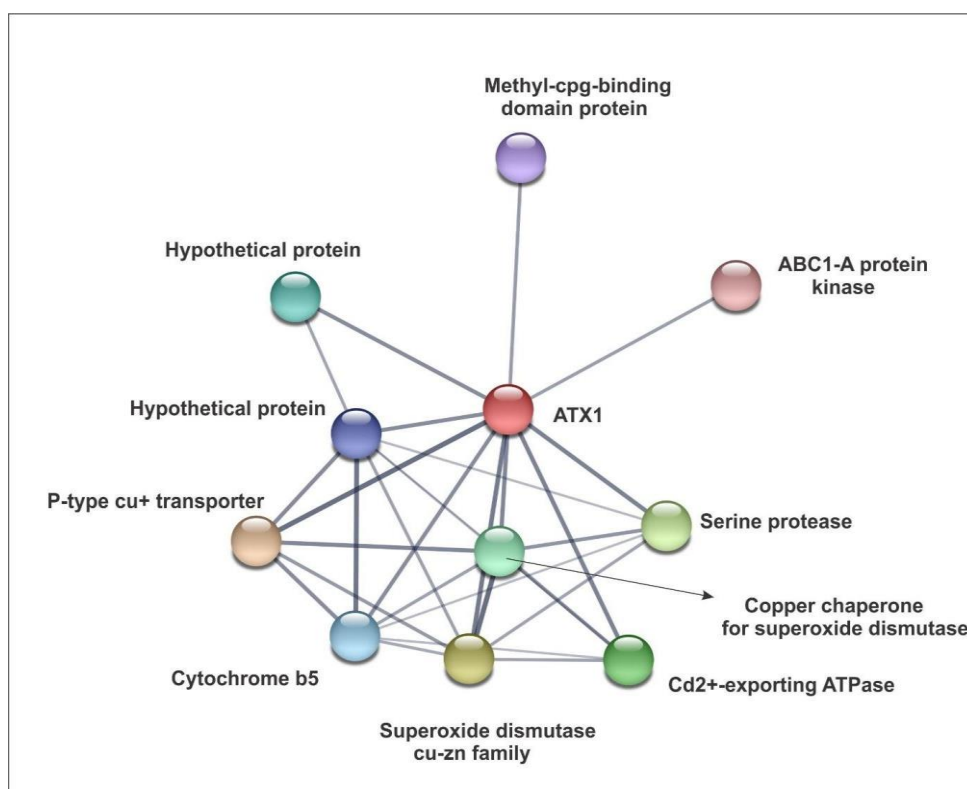 Methyl-cpg-binding
domain protein
Hypothetical protein
ABC1-A protein
kinase
Hypothetical protein
ATX1
P-type cu+ transporter
Serine protease
Copper chaperone
for superoxide dismutase
Cytochrome b5
Cd2+-exporting ATPase
Superoxide dismutase
cu-zn family